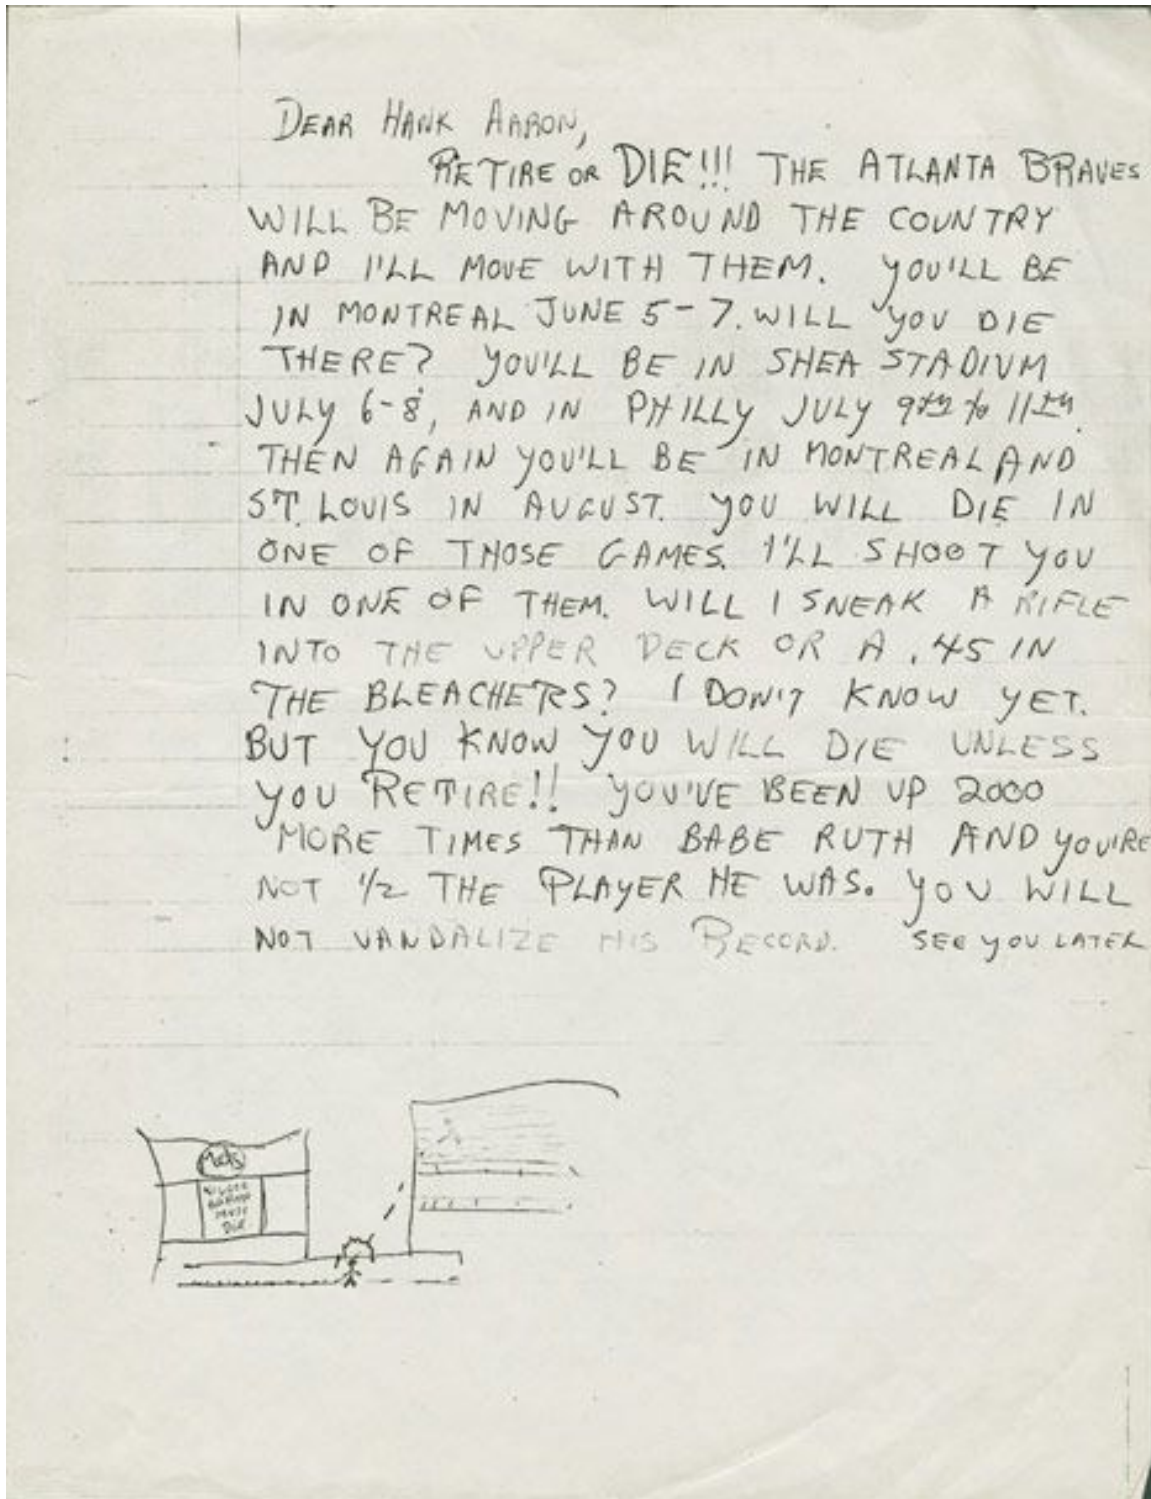 DEAR HANK AARON,
RETIRE OR DIE!!! THE ATLANTA BRAVES
WILL BE MOVING AROUND THE COUNTRY
AND I'LL MOVE WITH THEM. YOU'LL BE
IN MONTREAL JUNE 5-7. WILL YOU DIE
THERE? YOU'LL BE IN SHEA STADIUM
JULY 6-8, AND IN PHILLY JULY 9TH to 11TH.
THEN AGAIN YOU'LL BE IN MONTREAL AND
ST. LOUIS IN AUGUST. YOU WILL DIE IN
ONE OF THOSE GAMES. I'LL SHOOT YOU
IN ONE OF THEM. WILL I SNEAK A RIFLE
INTO THE UPPER DECK OR A .45 IN
THE BLEACHERS? I DON'T KNOW YET.
BUT YOU KNOW YOU WILL DIE UNLESS
YOU RETIRE!! YOU'VE BEEN UP 2000
MORE TIMES THAN BABE RUTH AND YOU'RE
NOT 1/2 THE PLAYER HE WAS. YOU WILL
NOT VANDALIZE HIS RECORD. SEE YOU LATER
Mets
MUST
DIE